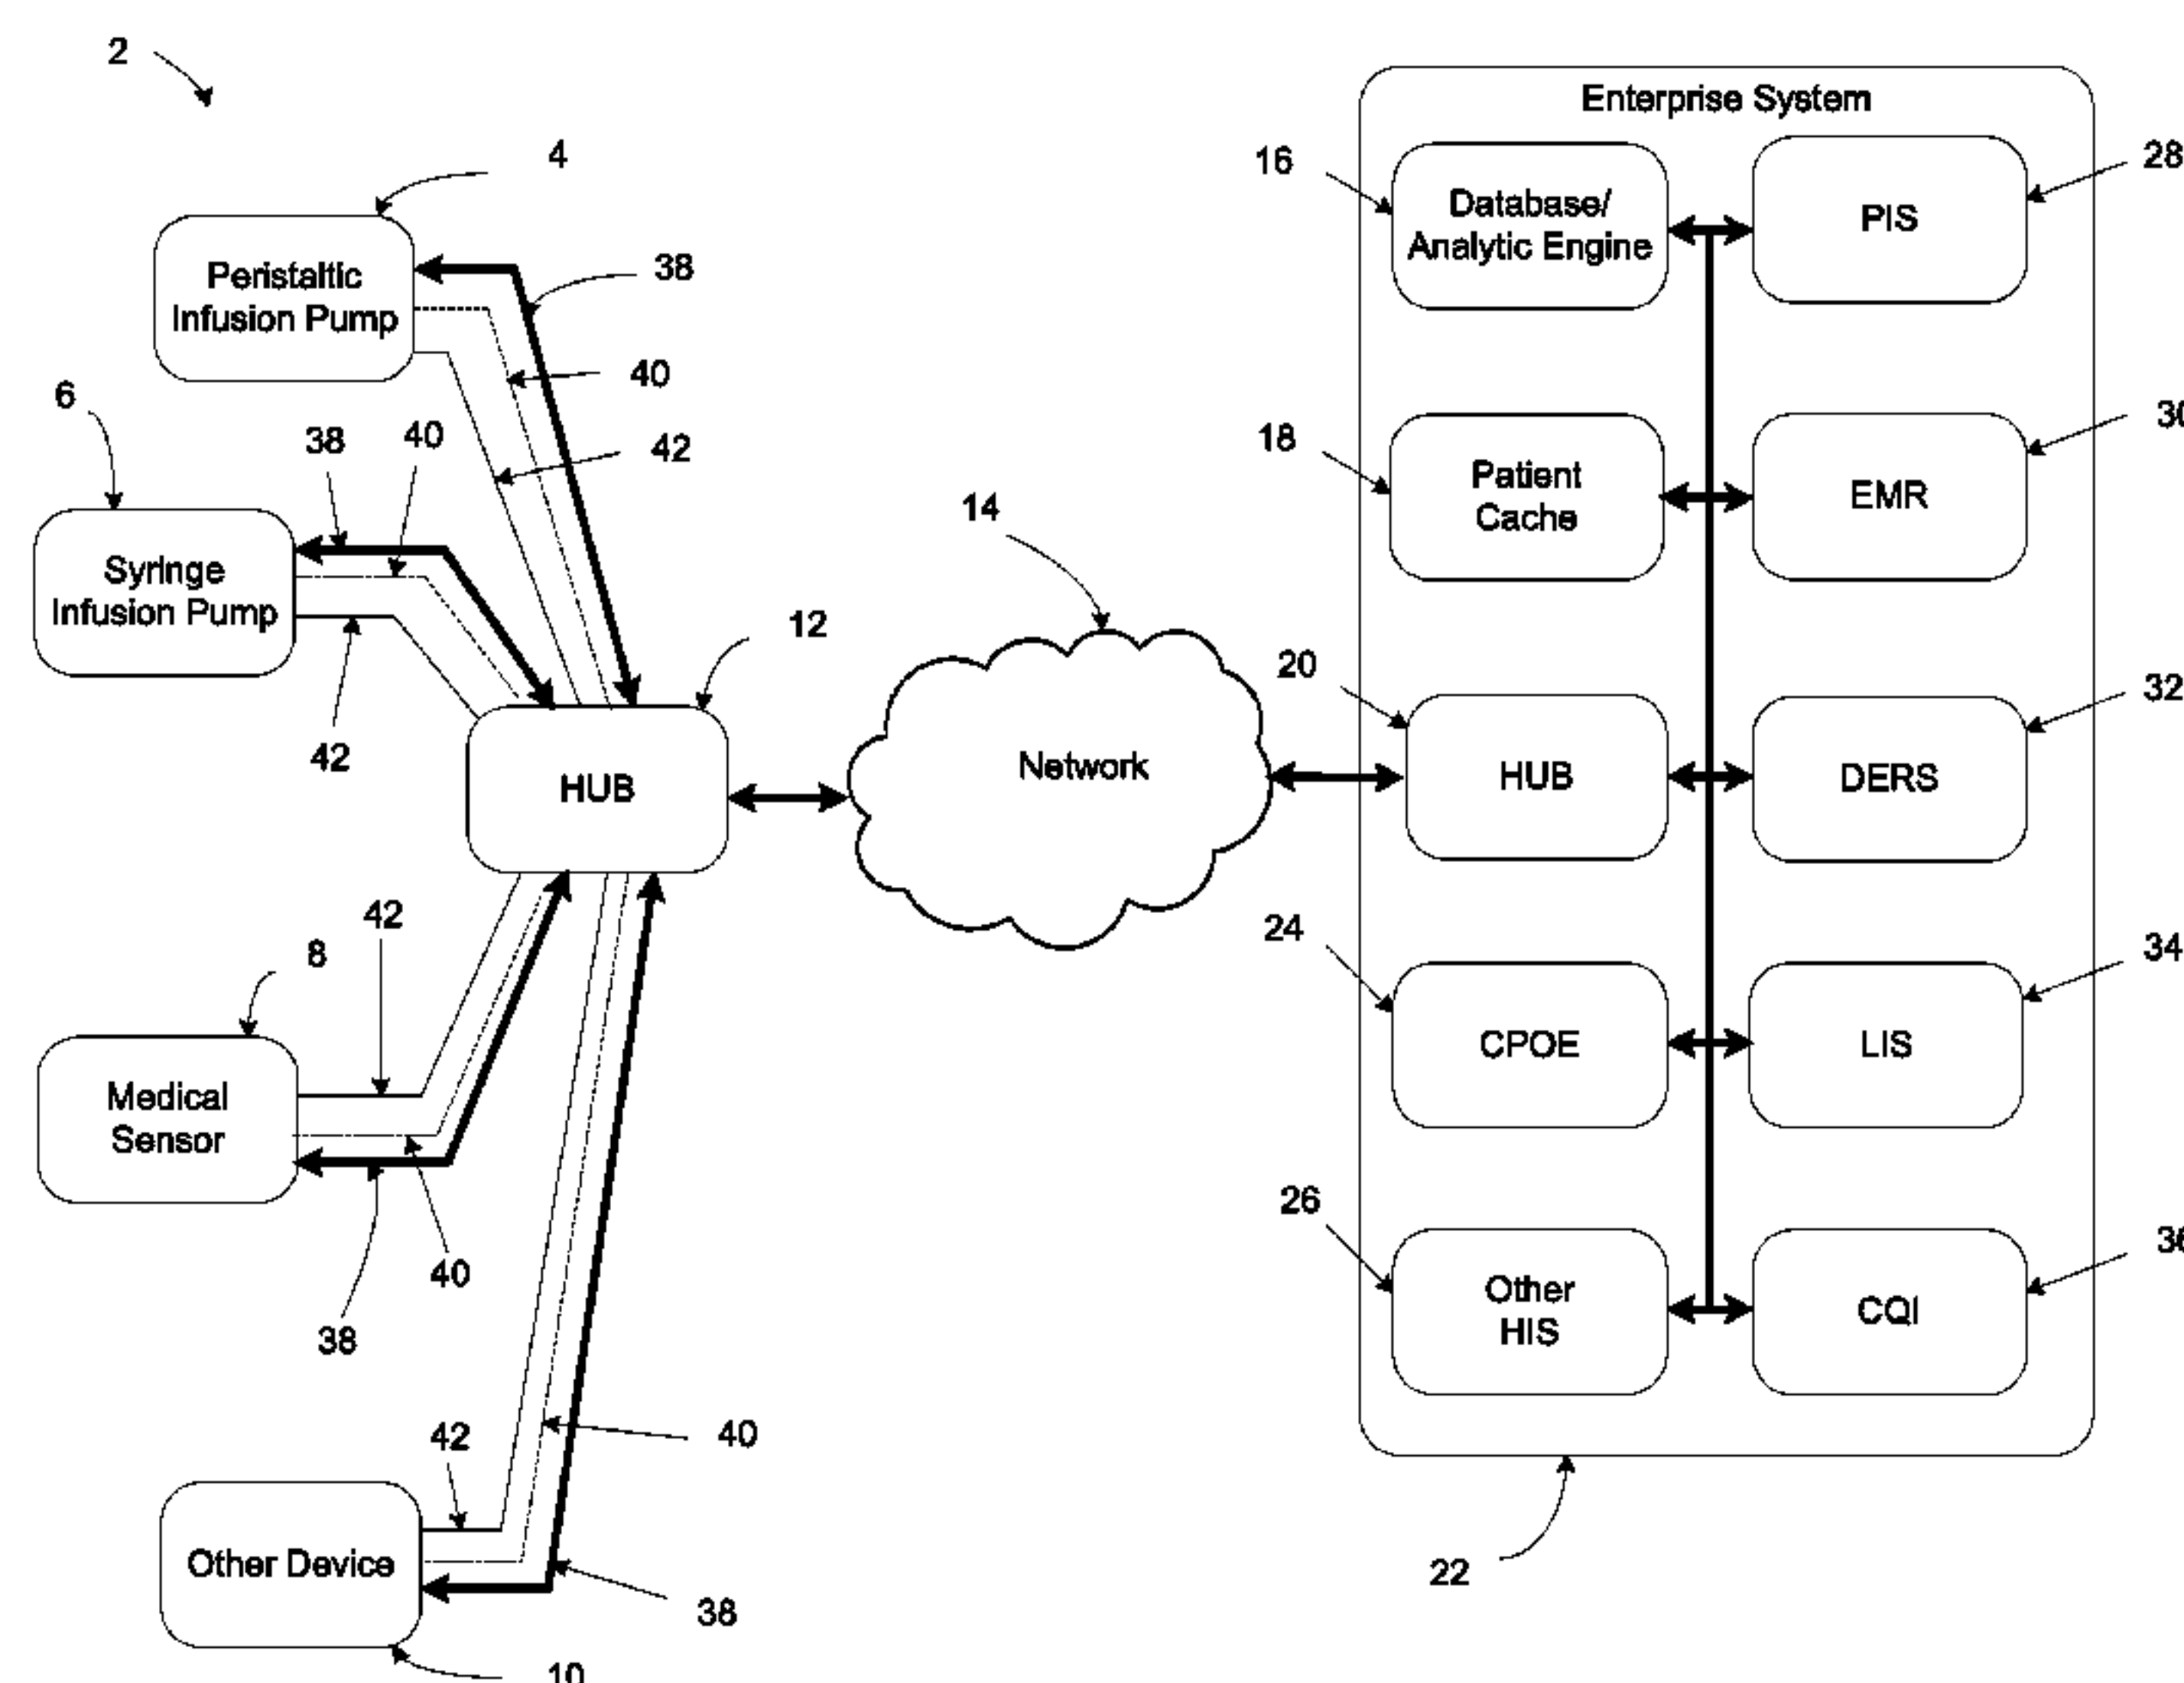 2
4
Peristaltic
Infusion Pump
38
40
42
6
38
40
Syringe
Infusion Pump
42
12
HUB
14
Network
42
8
Medical
Sensor
40
38
42
40
Other Device
38
10
Enterprise System
16
Database/
Analytic Engine
PIS
28
18
Patient
Cache
EMR
20
HUB
DERS
32
24
CPOE
LIS
34
26
Other
HIS
CQI
22